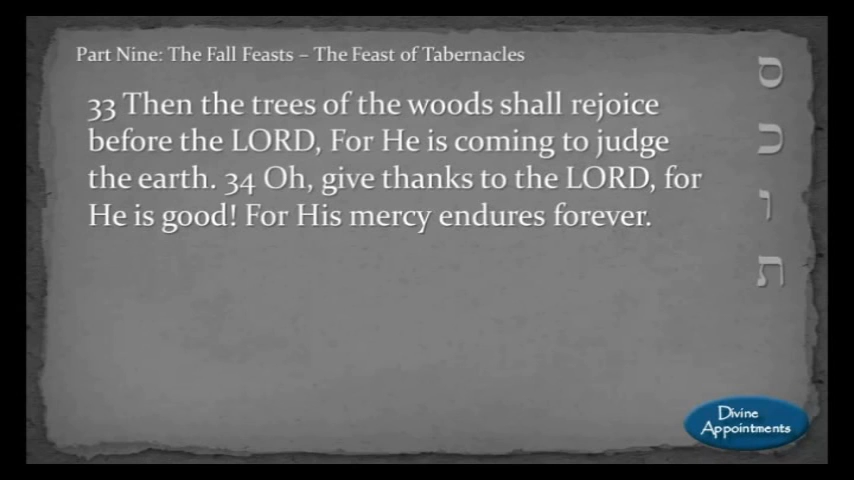 Part Nine: The Fall Feasts – The Feast of Tabernacles
33 Then the trees of the woods shall rejoice
before the LORD, For He is coming to judge
the earth. 34 Oh, give thanks to the LORD, for
He is good! For His mercy endures forever.
ס
כ
ו
ת
Divine
Appointments